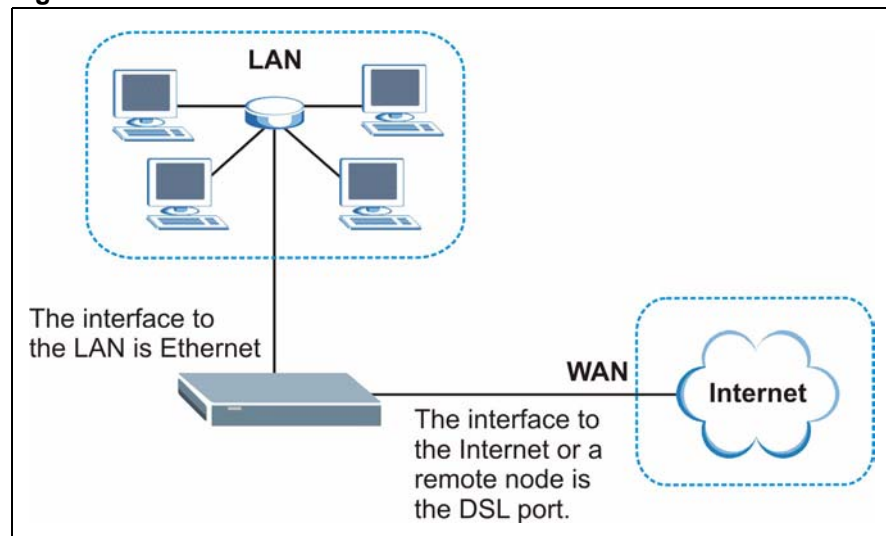 LAN
The interface to
the LAN is Ethernet
WAN
Internet
The interface to
the Internet or a
remote node is
the DSL port.